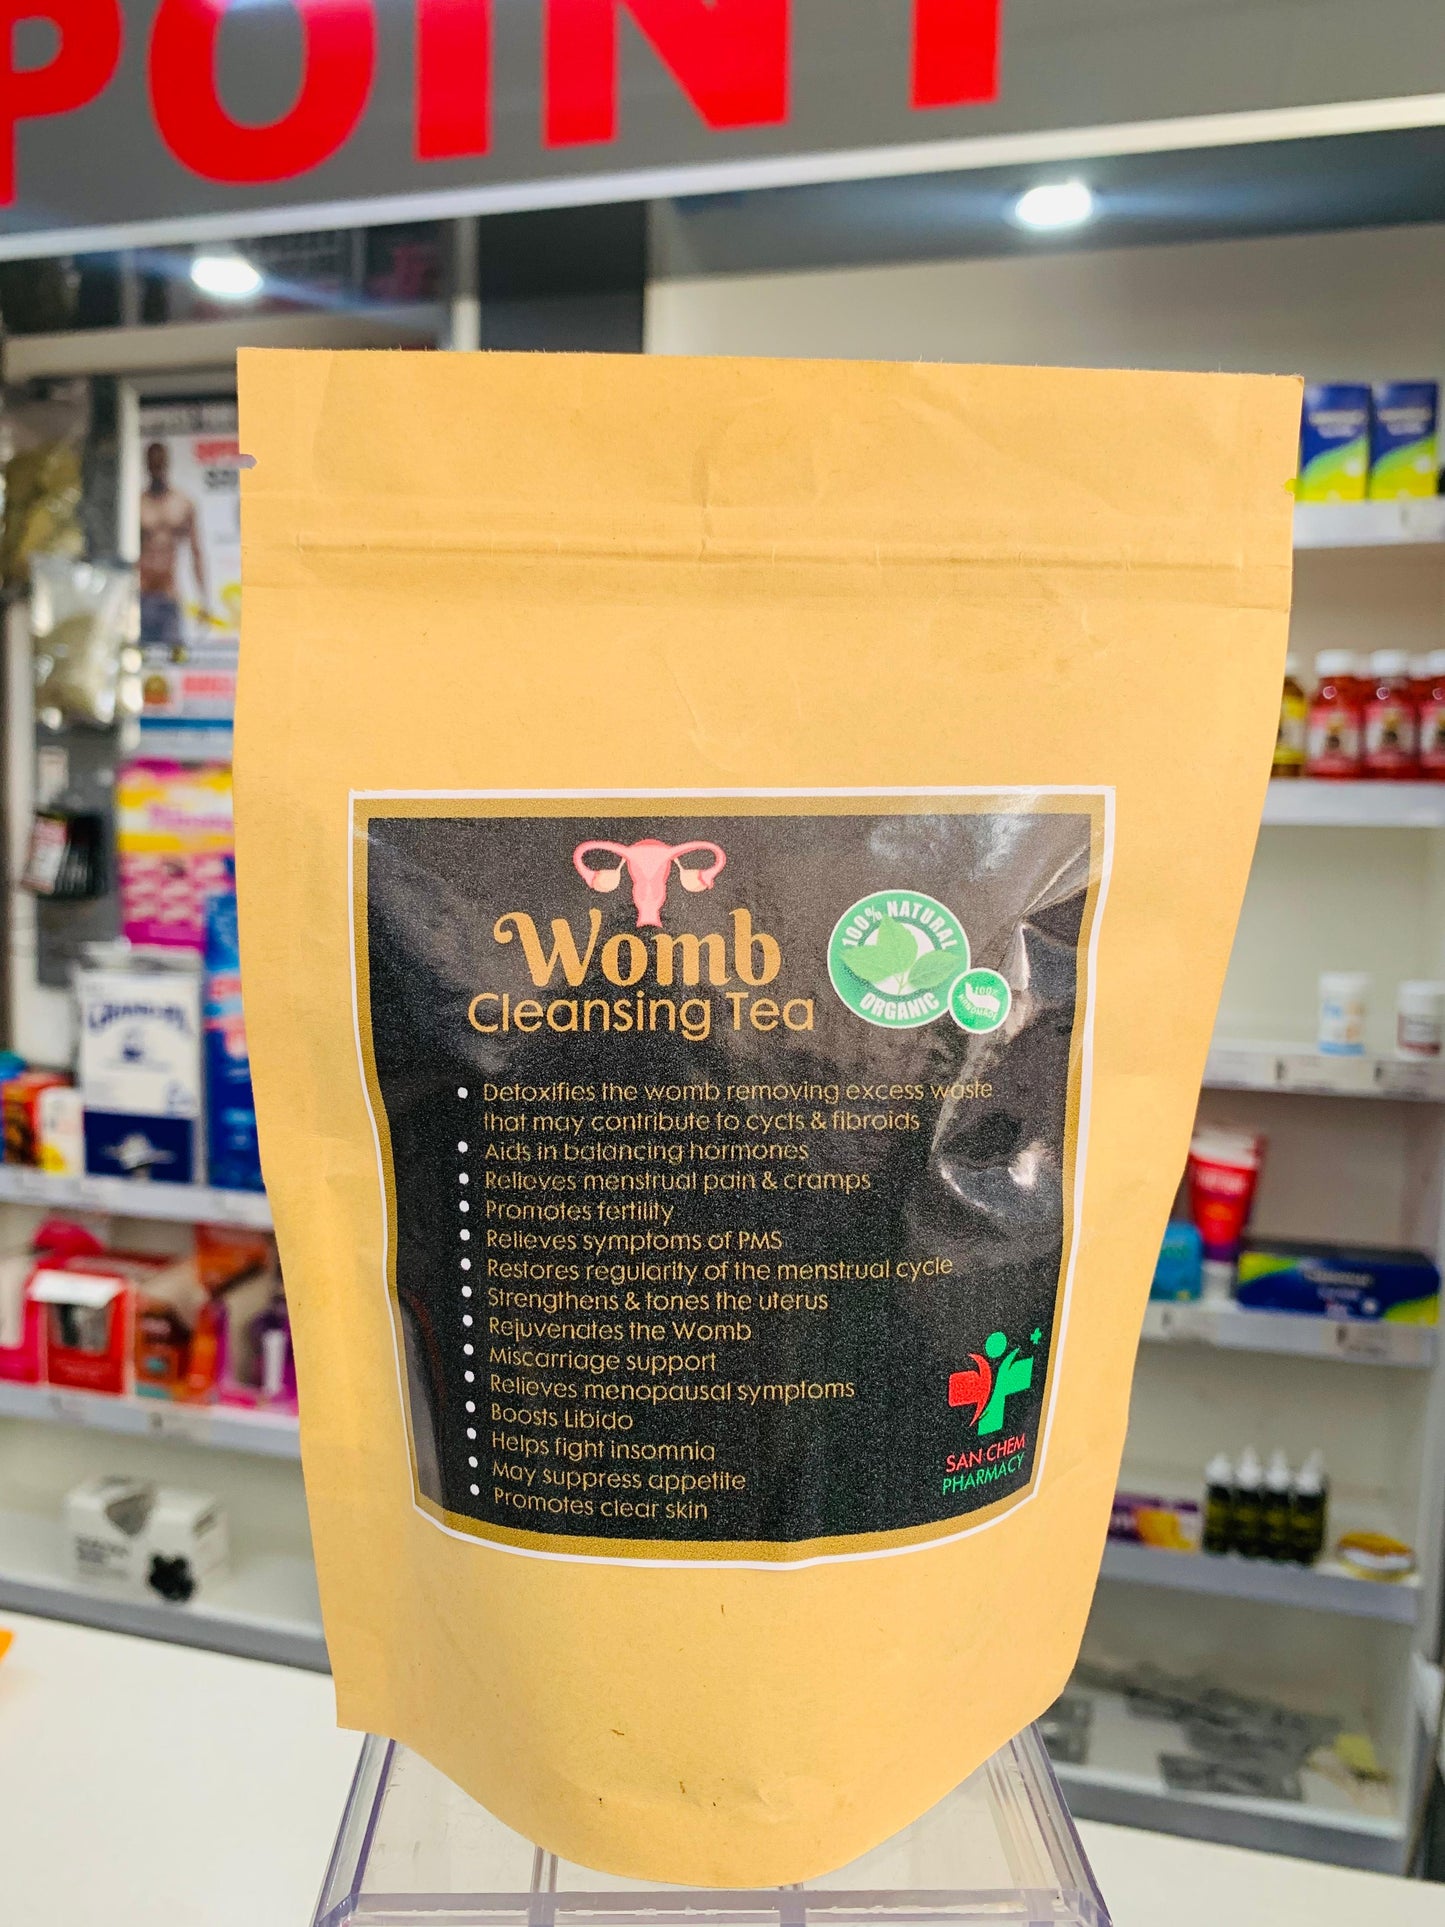 POINT
Womb
Cleansing Tea
100% NATURAL
ORGANIC
100%
Detoxifies the womb removing excess waste
that may contribute to cycts & fibroids
Aids in balancing hormones
Relieves menstrual pain & cramps
Promotes fertility
Relieves symptoms of PMS
Restores regularity of the menstrual cycle
Strengthens & tones the uterus
Rejuvenates the Womb
Miscarriage support
Relieves menopausal symptoms
Boosts Libido
Helps fight insomnia
May suppress appetite
Promotes clear skin
SAN CHEM
PHARMACY